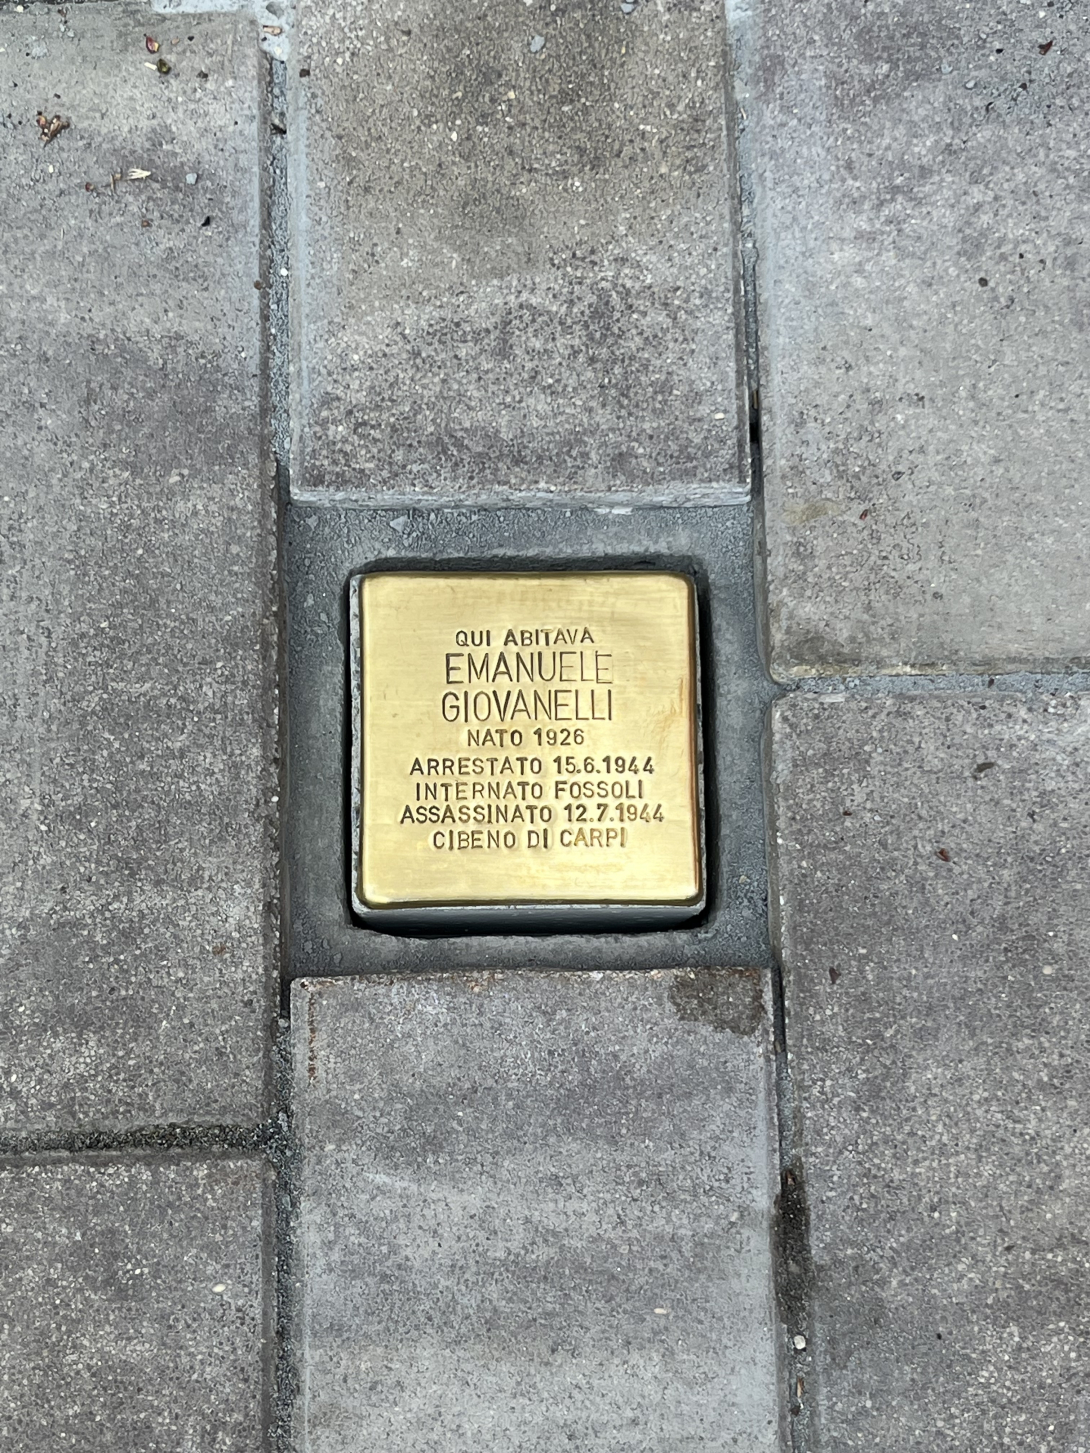 QUI ABITAVA
EMANUELE
GIOVANELLI
NATO 1926
ARRESTATO 15.6.1944
INTERNATO FOSSOLI
ASSASSINATO 12.7.1944
CIBENO DI CARPI